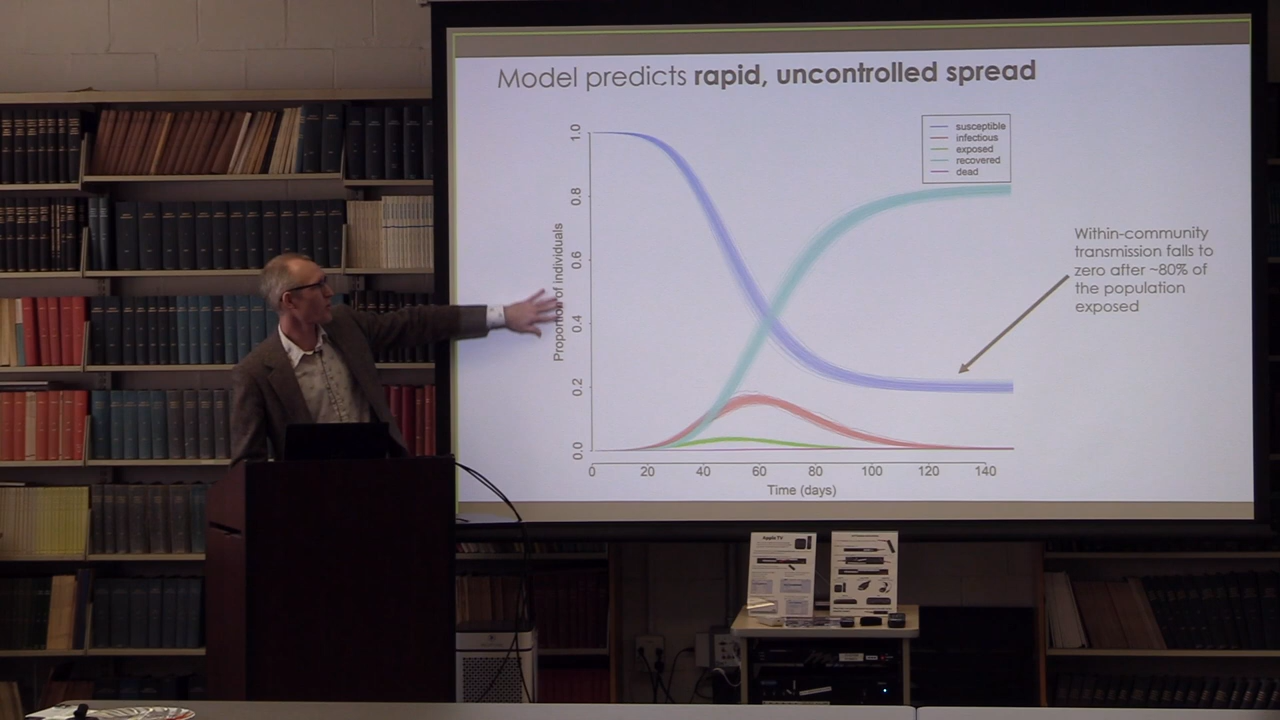 Model predicts rapid, uncontrolled spread
susceptible
infectious
exposed
recovered
dead
Within-community
transmission falls to
zero after ~80% of
the population
exposed
Proportion of individuals
1.0
0.8
0.6
0.4
0.2
0.0
0 20 40 60 80 100 120 140
Time (days)
Apple TV